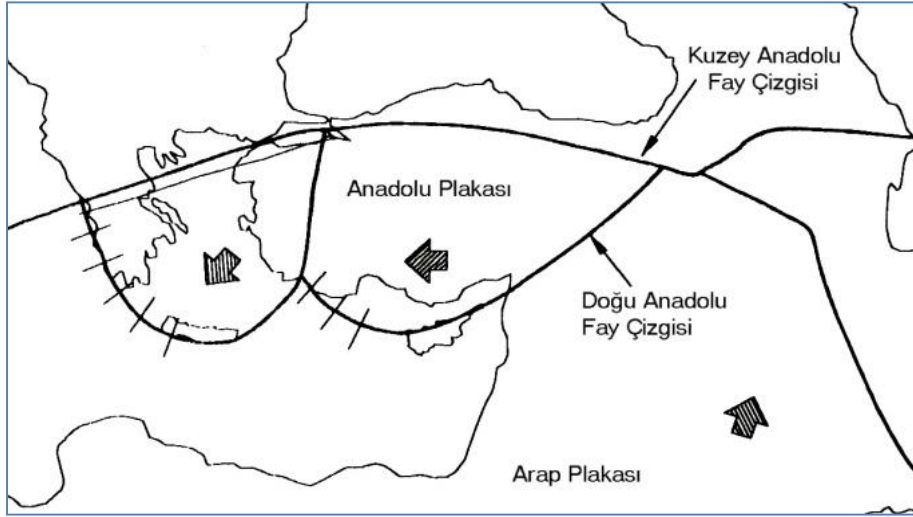 Kuzey Anadolu
Fay Çizgisi
Anadolu Plakası
Doğu Anadolu
Fay Çizgisi
Arap Plakası